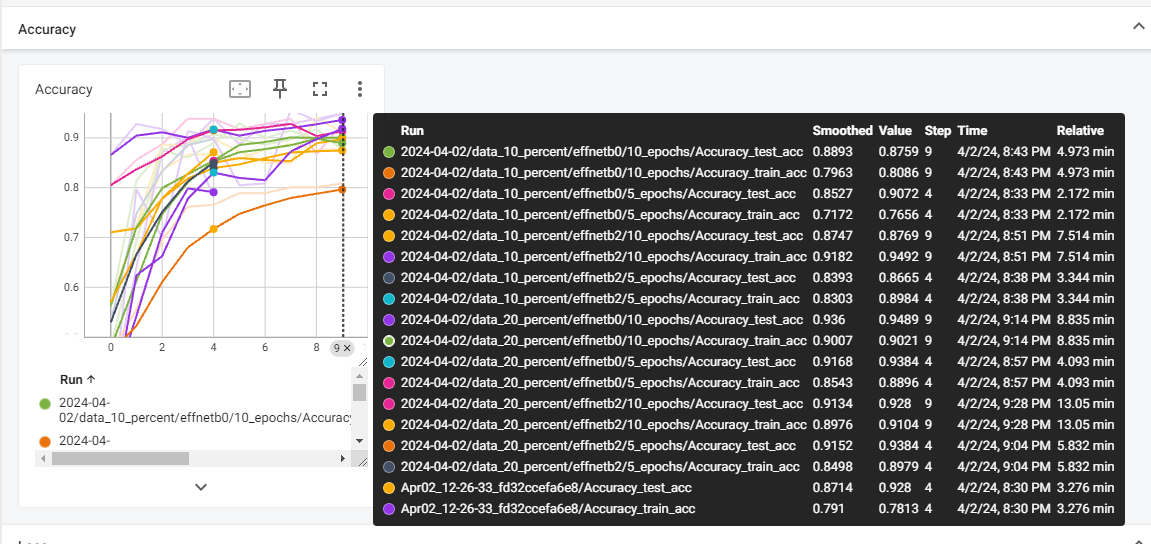 Accuracy
Accuracy
0.9
0.8
0.7
0.6
0 2 4 6 8 9 ×
Run ↑
2024-04-
02/data_10_percent/effnetb0/10_epochs/Accuracy
2024-04-
Run Smoothed Value Step Time Relative
2024-04-02/data_10_percent/effnetb0/10_epochs/Accuracy_test_acc 0.8893 0.8759 9 4/2/24, 8:43 PM 4.973 min
2024-04-02/data_10_percent/effnetb0/10_epochs/Accuracy_train_acc 0.7963 0.8086 9 4/2/24, 8:43 PM 4.973 min
2024-04-02/data_10_percent/effnetb0/5_epochs/Accuracy_test_acc 0.8527 0.9072 4 4/2/24, 8:33 PM 2.172 min
2024-04-02/data_10_percent/effnetb0/5_epochs/Accuracy_train_acc 0.7172 0.7656 4 4/2/24, 8:33 PM 2.172 min
2024-04-02/data_10_percent/effnetb2/10_epochs/Accuracy_test_acc 0.8747 0.8769 9 4/2/24, 8:51 PM 7.514 min
2024-04-02/data_10_percent/effnetb2/10_epochs/Accuracy_train_acc 0.9182 0.9492 9 4/2/24, 8:51 PM 7.514 min
2024-04-02/data_10_percent/effnetb2/5_epochs/Accuracy_test_acc 0.8393 0.8665 4 4/2/24, 8:38 PM 3.344 min
2024-04-02/data_10_percent/effnetb2/5_epochs/Accuracy_train_acc 0.8303 0.8984 4 4/2/24, 8:38 PM 3.344 min
2024-04-02/data_20_percent/effnetb0/10_epochs/Accuracy_test_acc 0.936 0.9489 9 4/2/24, 9:14 PM 8.835 min
2024-04-02/data_20_percent/effnetb0/10_epochs/Accuracy_train_acc 0.9007 0.9021 9 4/2/24, 9:14 PM 8.835 min
2024-04-02/data_20_percent/effnetb0/5_epochs/Accuracy_test_acc 0.9168 0.9384 4 4/2/24, 8:57 PM 4.093 min
2024-04-02/data_20_percent/effnetb0/5_epochs/Accuracy_train_acc 0.8543 0.8896 4 4/2/24, 8:57 PM 4.093 min
2024-04-02/data_20_percent/effnetb2/10_epochs/Accuracy_test_acc 0.9134 0.928 9 4/2/24, 9:28 PM 13.05 min
2024-04-02/data_20_percent/effnetb2/10_epochs/Accuracy_train_acc 0.8976 0.9104 9 4/2/24, 9:28 PM 13.05 min
2024-04-02/data_20_percent/effnetb2/5_epochs/Accuracy_test_acc 0.9152 0.9384 4 4/2/24, 9:04 PM 5.832 min
2024-04-02/data_20_percent/effnetb2/5_epochs/Accuracy_train_acc 0.8498 0.8979 4 4/2/24, 9:04 PM 5.832 min
Apr02_12-26-33_fd32ccefa6e8/Accuracy_test_acc 0.8714 0.928 4 4/2/24, 8:30 PM 3.276 min
Apr02_12-26-33_fd32ccefa6e8/Accuracy_train_acc 0.791 0.7813 4 4/2/24, 8:30 PM 3.276 min